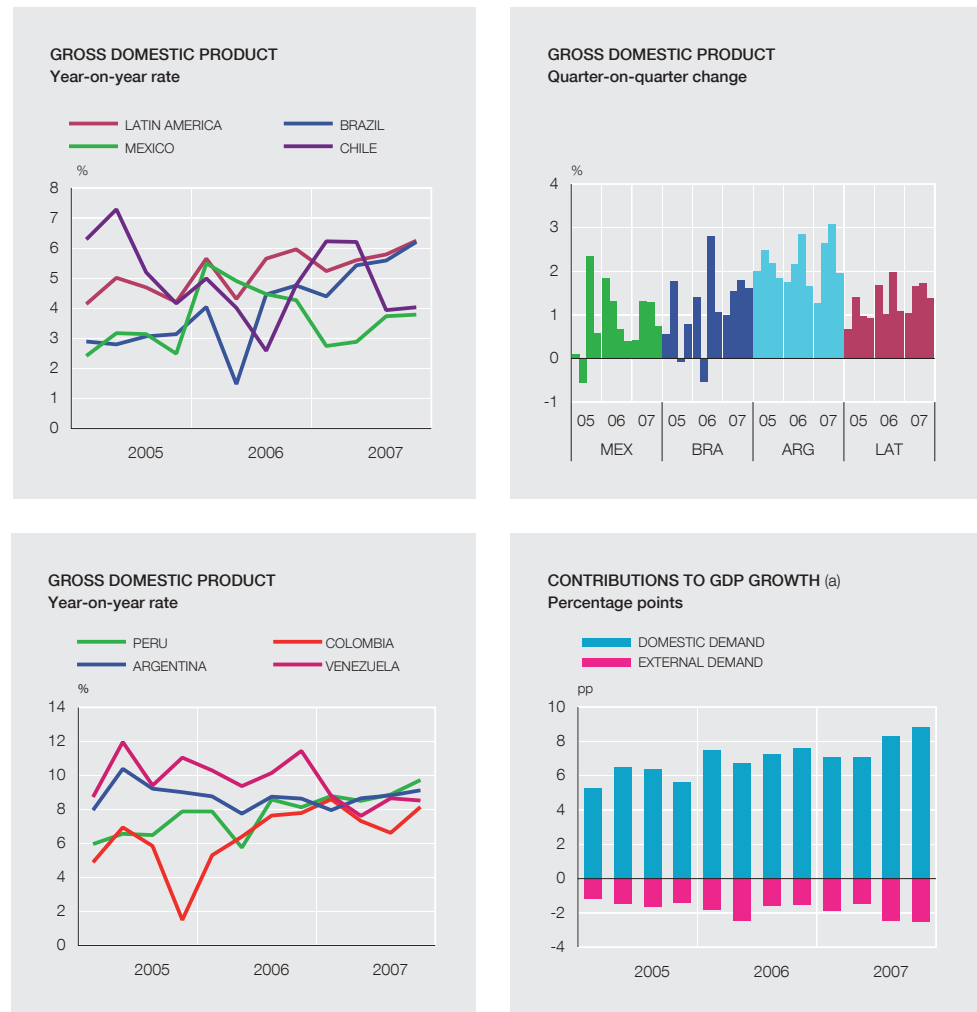 GROSS DOMESTIC PRODUCT
Year-on-year rate
LATIN AMERICA BRAZIL
MEXICO CHILE
%
8
7
6
5
4
3
2
1
0
2005 2006 2007
GROSS DOMESTIC PRODUCT
Quarter-on-quarter change
%
4
3
2
1
0
-1
05 06 07 05 06 07 05 06 07 05 06 07
MEX BRA ARG LAT
GROSS DOMESTIC PRODUCT
Year-on-year rate
PERU COLOMBIA
ARGENTINA VENEZUELA
%
14
12
10
8
6
4
2
0
2005 2006 2007
CONTRIBUTIONS TO GDP GROWTH (a)
Percentage points
DOMESTIC DEMAND
EXTERNAL DEMAND
pp
10
8
6
4
2
0
-2
-4
2005 2006 2007